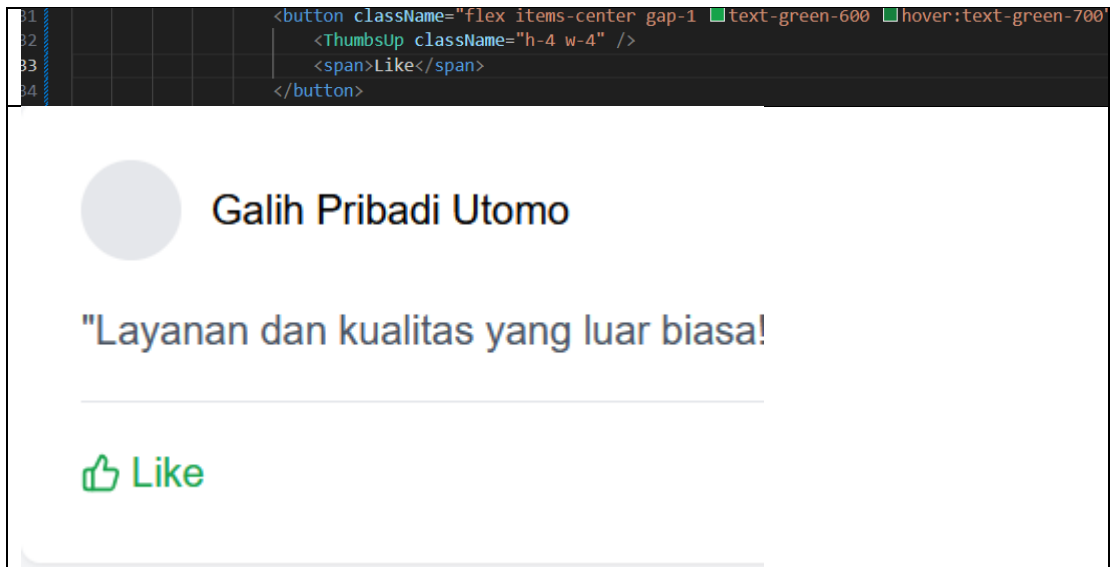 31 <button className="flex items-center gap-1 text-green-600 hover:text-green-700"
32 <ThumbsUp className="h-4 w-4" />
33 <span>Like</span>
34 </button>
Galih Pribadi Utomo
"Layanan dan kualitas yang luar biasa!
Like